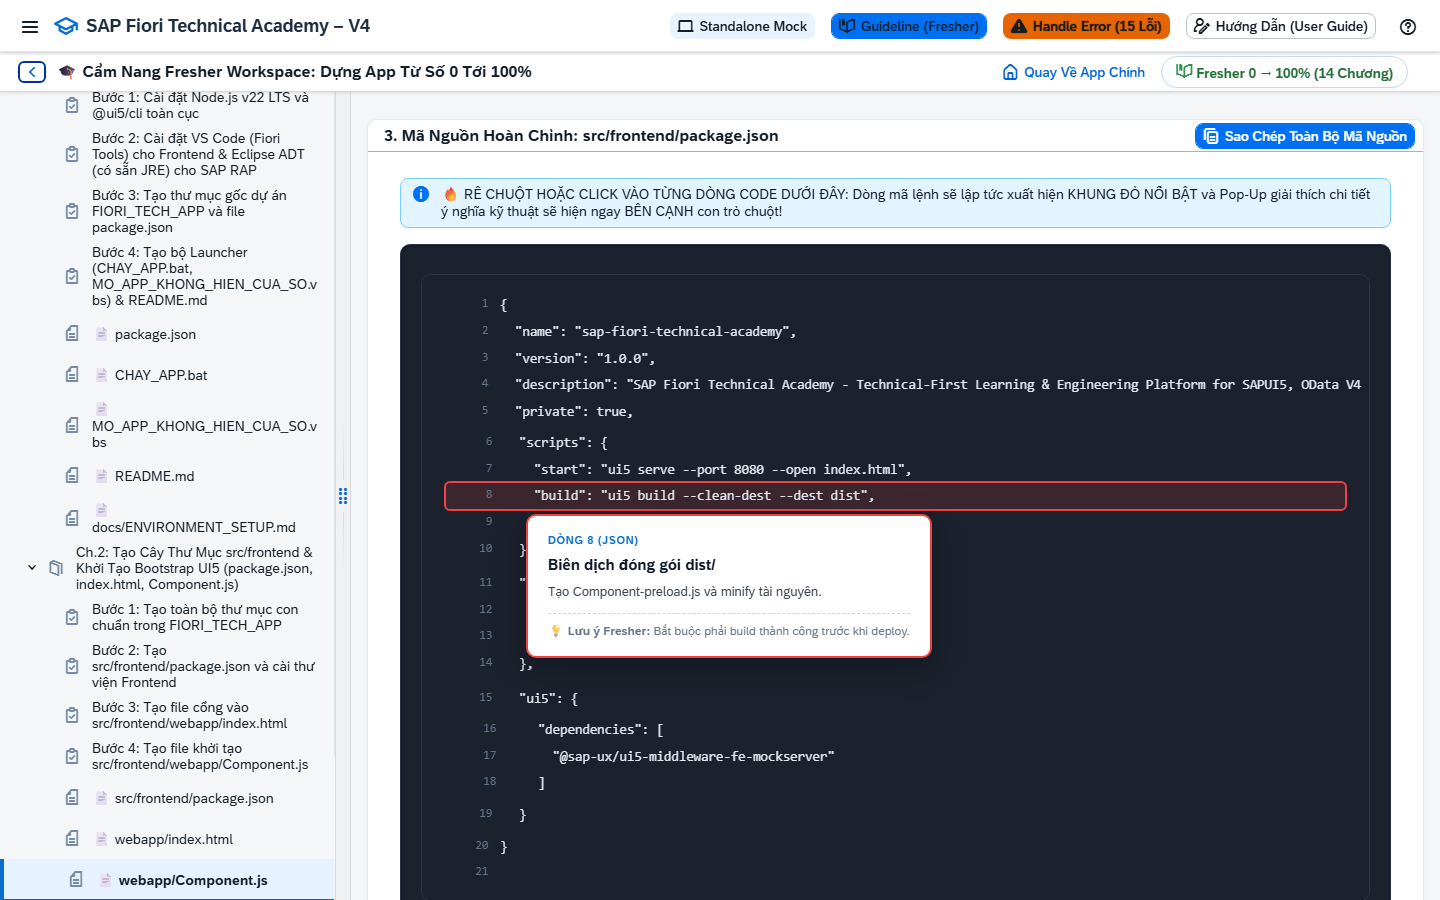 SAP Fiori Technical Academy – V4
Standalone Mock
Guideline (Fresher)
Handle Error (15 Lỗi)
Hướng Dẫn (User Guide)
Cẩm Nang Fresher Workspace: Dựng App Từ Số 0 Tới 100%
Quay Về App Chính
Fresher 0 → 100% (14 Chương)
Bước 1: Cài đặt Node.js v22 LTS và
@ui5/cli toàn cục
Bước 2: Cài đặt VS Code (Fiori
Tools) cho Frontend & Eclipse ADT
(có sẵn JRE) cho SAP RAP
Bước 3: Tạo thư mục gốc dự án
FIORI_TECH_APP và file
package.json
Bước 4: Tạo bộ Launcher
(CHAY_APP.bat,
MO_APP_KHONG_HIEN_CUA_SO.v
bs) & README.md
package.json
CHAY_APP.bat
MO_APP_KHONG_HIEN_CUA_SO.v
bs
README.md
docs/ENVIRONMENT_SETUP.md
Ch.2: Tạo Cây Thư Mục src/frontend &
Khởi Tạo Bootstrap UI5 (package.json,
index.html, Component.js)
Bước 1: Tạo toàn bộ thư mục con
chuẩn trong FIORI_TECH_APP
Bước 2: Tạo
src/frontend/package.json và cài thư
viện Frontend
Bước 3: Tạo file cổng vào
src/frontend/webapp/index.html
Bước 4: Tạo file khởi tạo
src/frontend/webapp/Component.js
src/frontend/package.json
webapp/index.html
webapp/Component.js
3. Mã Nguồn Hoàn Chỉnh: src/frontend/package.json
Sao Chép Toàn Bộ Mã Nguồn
RÊ CHUỘT HOẶC CLICK VÀO TỪNG DÒNG CODE DƯỚI ĐÂY: Dòng mã lệnh sẽ lập tức xuất hiện KHUNG ĐỎ NỔI BẬT và Pop-Up giải thích chi tiết
ý nghĩa kỹ thuật sẽ hiện ngay BÊN CẠNH con trỏ chuột!
1 {
2 "name": "sap-fiori-technical-academy",
3 "version": "1.0.0",
4 "description": "SAP Fiori Technical Academy - Technical-First Learning & Engineering Platform for SAPUI5, OData V4
5 "private": true,
6 "scripts": {
7 "start": "ui5 serve --port 8080 --open index.html",
8 "build": "ui5 build --clean-dest --dest dist",
9
10 }
11 "
12
13
14 },
15 "ui5": {
16 "dependencies": [
17 "@sap-ux/ui5-middleware-fe-mockserver"
18 ]
19 }
20 }
21
DÒNG 8 (JSON)
Biên dịch đóng gói dist/
Tạo Component-preload.js và minify tài nguyên.
Lưu ý Fresher: Bắt buộc phải build thành công trước khi deploy.